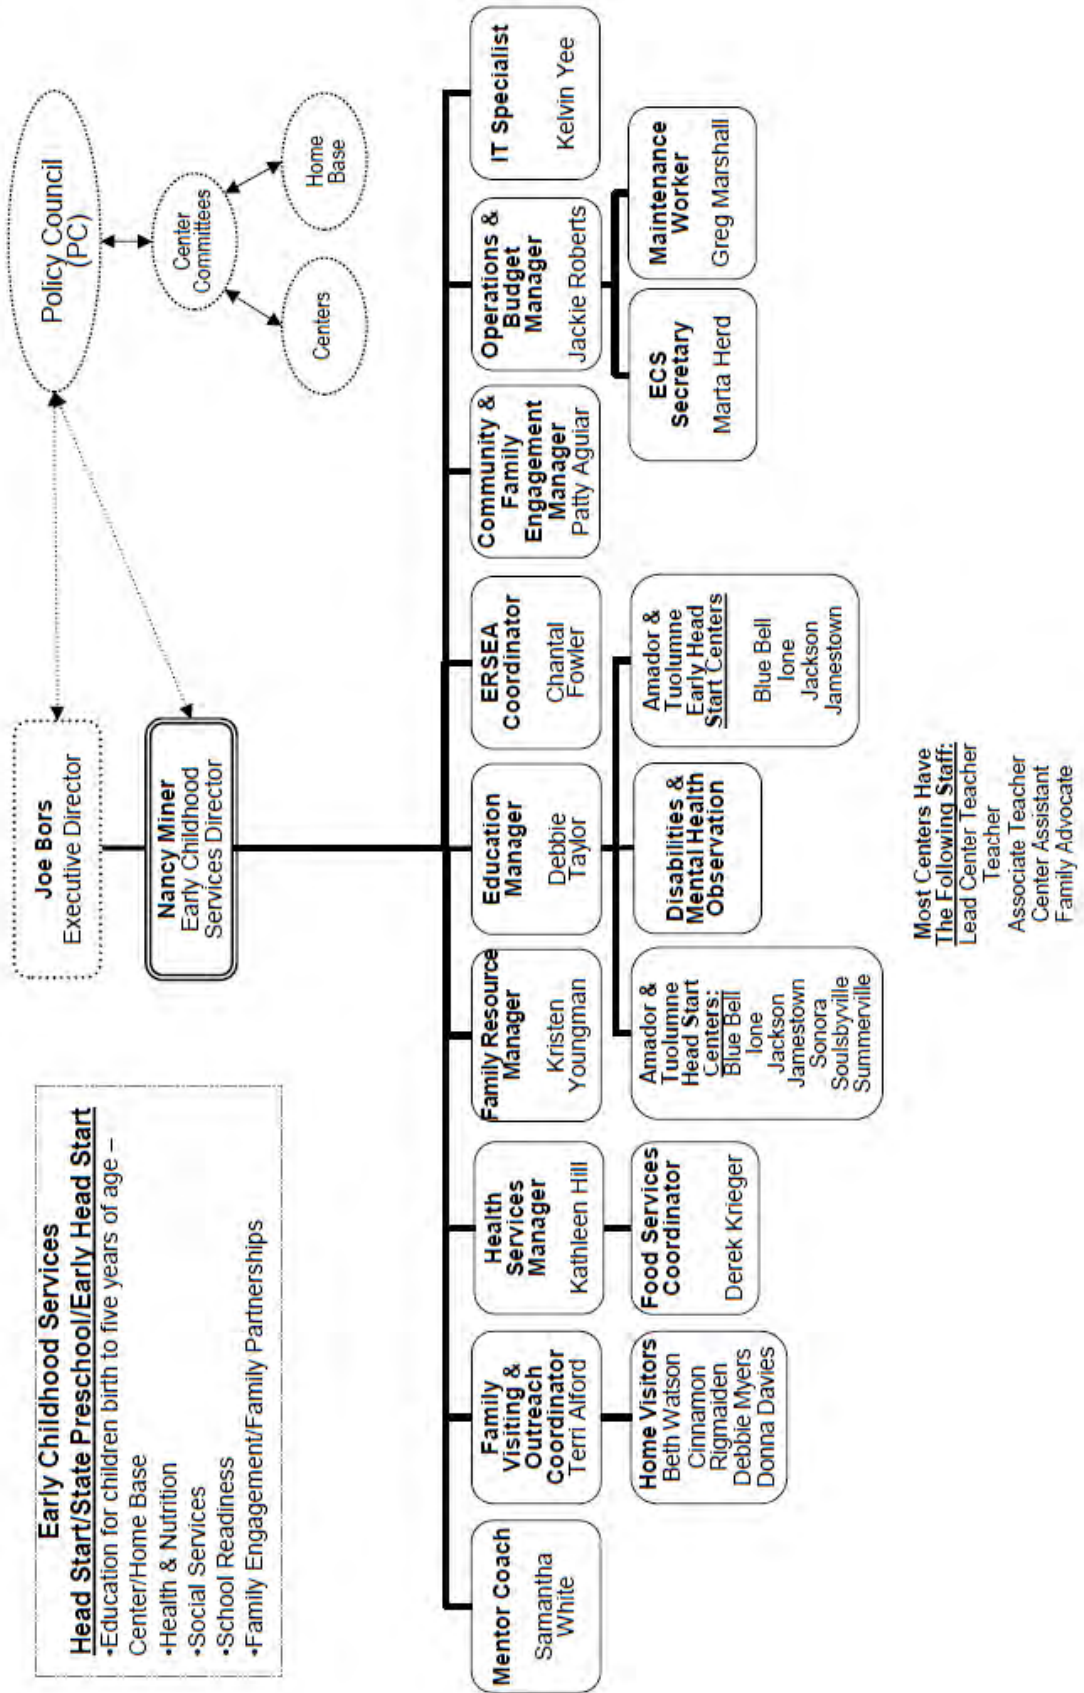 Early Childhood Services
Head Start/State Preschool/Early Head Start
•Education for children birth to five years of age –
Center/Home Base
•Health & Nutrition
•Social Services
•School Readiness
•Family Engagement/Family Partnerships
Joe Bors
Executive Director
Nancy Miner
Early Childhood
Services Director
Policy Council
(PC)
Center
Committees
Centers
Home
Base
Mentor Coach
Samantha
White
Family
Visiting &
Outreach
Coordinator
Terri Alford
Health
Services
Manager
Kathleen Hill
Family Resource
Manager
Kristen
Youngman
Education
Manager
Debbie
Taylor
ERSEA
Coordinator
Chantal
Fowler
Community &
Family
Engagement
Manager
Patty Aguiar
Operations &
Budget
Manager
Jackie Roberts
IT Specialist
Kelvin Yee
Home Visitors
Beth Watson
Cinnamon
Rigmaiden
Debbie Myers
Donna Davies
Food Services
Coordinator
Derek Krieger
Amador &
Tuolumne
Head Start
Centers:
Blue Bell
Ione
Jackson
Jamestown
Sonora
Soulsbyville
Summerville
Disabilities &
Mental Health
Observation
Amador &
Tuolumne
Early Head
Start Centers
Blue Bell
Ione
Jackson
Jamestown
ECS
Secretary
Marta Herd
Maintenance
Worker
Greg Marshall
Most Centers Have
The Following Staff:
Lead Center Teacher
Teacher
Associate Teacher
Center Assistant
Family Advocate